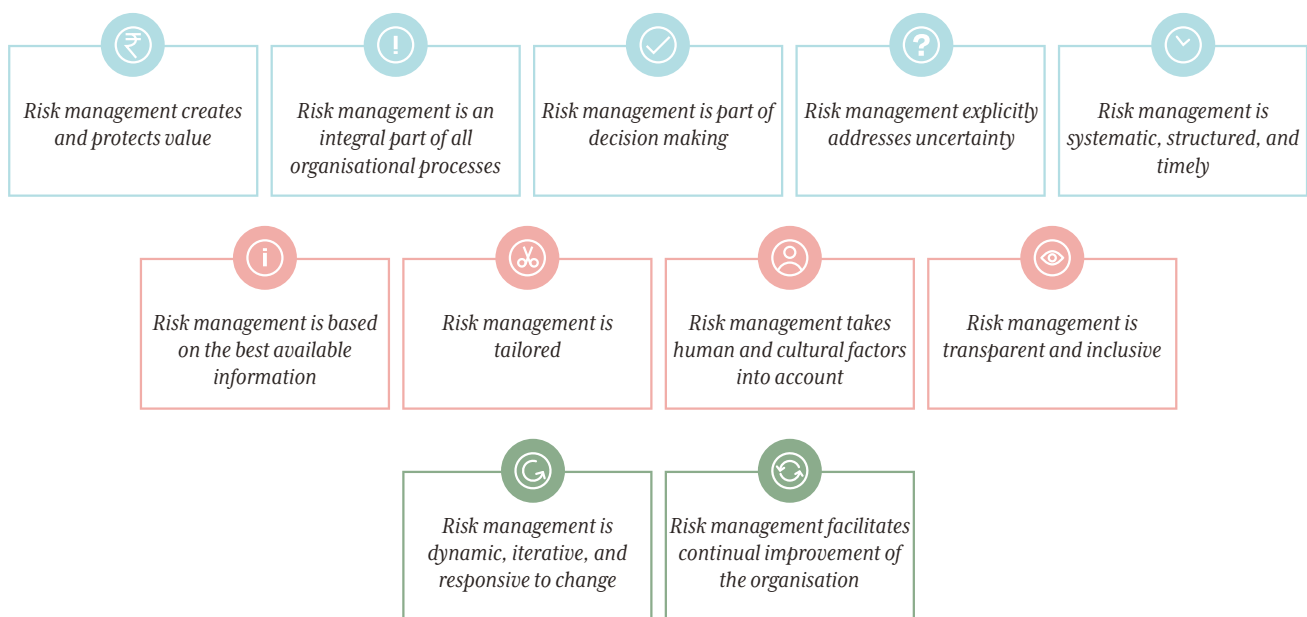 ₹
!
?
Risk management creates
and protects value
Risk management is an
integral part of all
organisational processes
Risk management is part of
decision making
Risk management explicitly
addresses uncertainty
Risk management is
systematic, structured, and
timely
i
Risk management is based
on the best available
information
Risk management is
tailored
Risk management takes
human and cultural factors
into account
Risk management is
transparent and inclusive
Risk management is
dynamic, iterative, and
responsive to change
Risk management facilitates
continual improvement of
the organisation